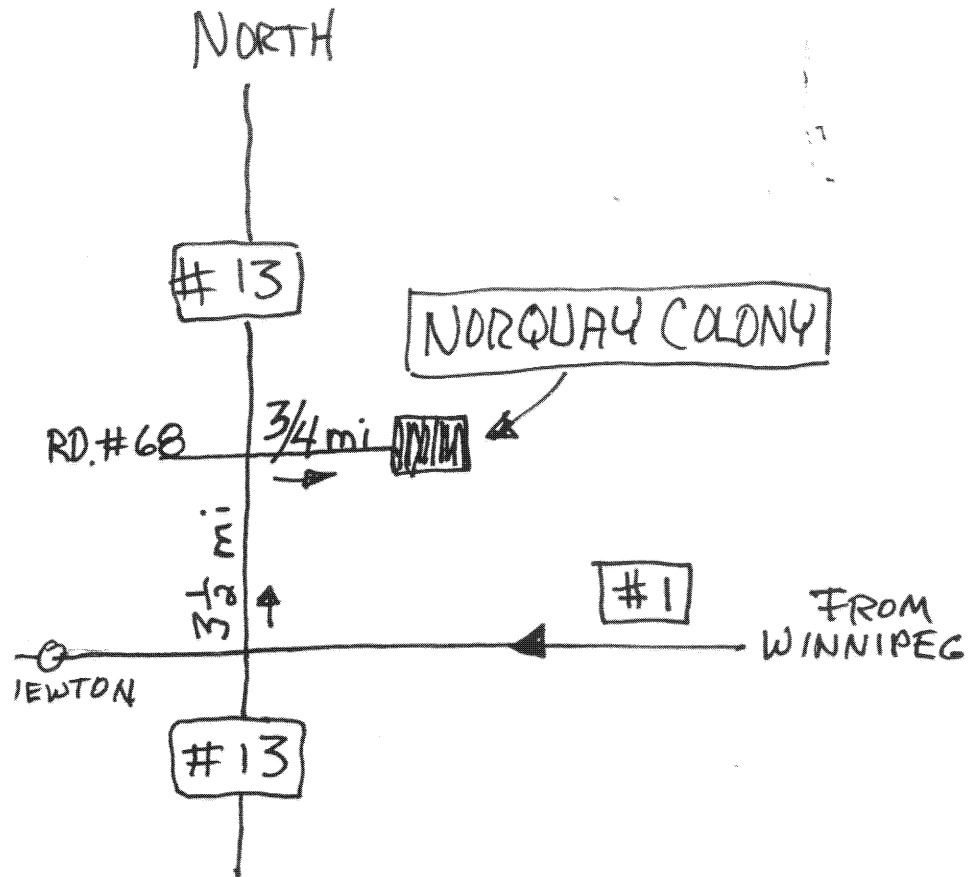 NORTH
# 13
NORQUAY COLONY
RD. #68
3/4 mi
3 1/2 mi
#1
FROM
WINNIPEG
IEWTON
# 13